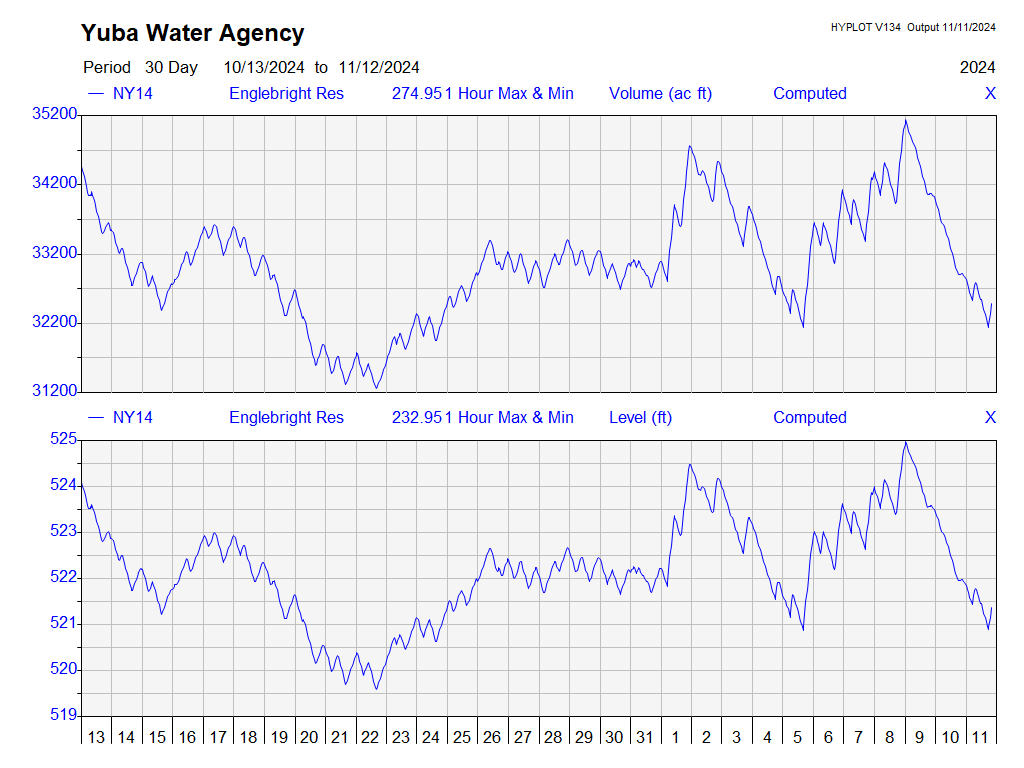 Yuba Water Agency
HYPLOT V134 Output 11/11/2024
Period 30 Day 10/13/2024 to 11/12/2024 2024
NY14 Englebright Res 274.951 Hour Max & Min Volume (ac ft) Computed X
35200
34200
33200
32200
31200
NY14 Englebright Res 232.951 Hour Max & Min Level (ft) Computed X
525
524
523
522
521
520
519
13 14 15 16 17 18 19 20 21 22 23 24 25 26 27 28 29 30 31 1 2 3 4 5 6 7 8 9 10 11